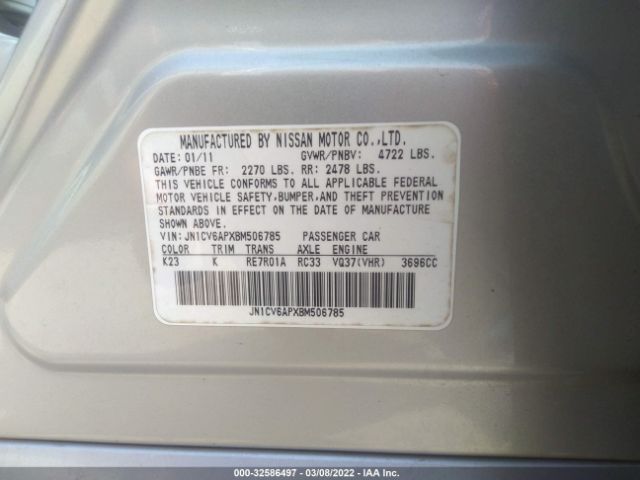 MANUFACTURED BY NISSAN MOTOR CO.,LTD.
DATE: 01/11 GVWR/PNBV: 4722 LBS.
GAWR/PNBE FR: 2270 LBS. RR: 2478 LBS.
THIS VEHICLE CONFORMS TO ALL APPLICABLE FEDERAL
MOTOR VEHICLE SAFETY,BUMPER,AND THEFT PREVENTION
STANDARDS IN EFFECT ON THE DATE OF MANUFACTURE
SHOWN ABOVE.
VIN: JN1CV6APXBM506785 PASSENGER CAR
COLOR TRIM TRANS AXLE ENGINE
K23 K RE7R01A RC33 VQ37(VHR) 3696CC
JN1CV6APXBM506785
000-32586497 - 03/08/2022 - IAA Inc.